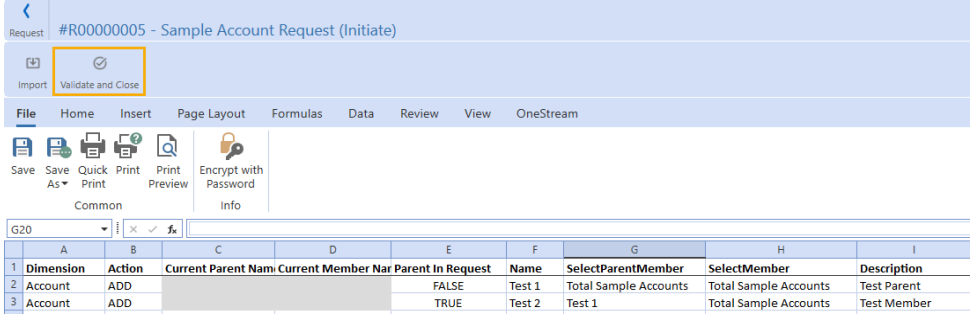 Request #R00000005 - Sample Account Request (Initiate)
Import Validate and Close
File Home Insert Page Layout Formulas Data Review View OneStream
Save Save As Quick Print Print Print Preview Encrypt with Password
Common Info
G20 fx
A B C D E F G H I
1 Dimension Action Current Parent Nam Current Member Nar Parent In Request Name SelectParentMember SelectMember Description
2 Account ADD FALSE Test 1 Total Sample Accounts Total Sample Accounts Test Parent
3 Account ADD TRUE Test 2 Test 1 Total Sample Accounts Test Member